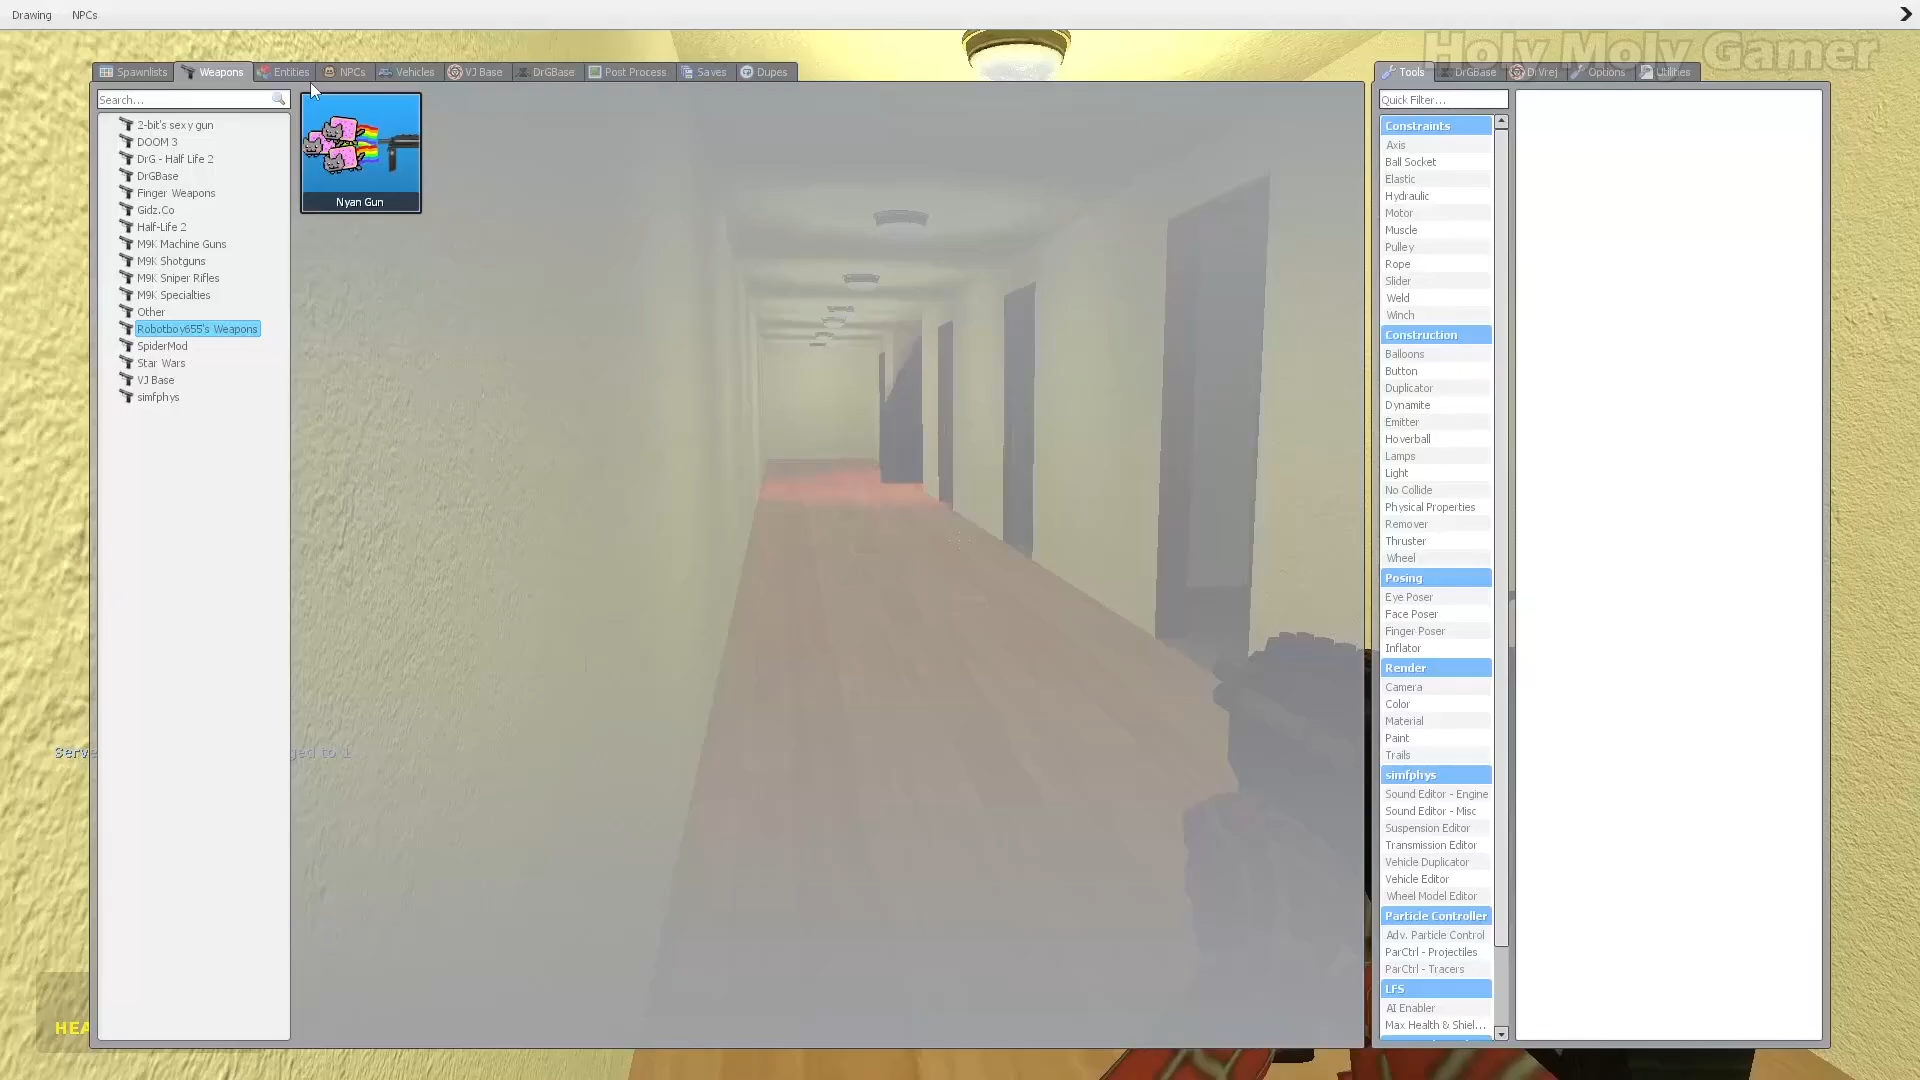 Drawing NPCs
Holy Moly Gamer
Spawnlists Weapons Entities NPCs Vehicles VJ Base DrGBase Post Process Saves Dupes
Tools DrGBase DrVrej Options Utilities
Search...
2-bit's sexy gun
DOOM 3
DrG - Half Life 2
DrGBase
Finger Weapons
Gidz.Co
Half-Life 2
M9K Machine Guns
M9K Shotguns
M9K Sniper Rifles
M9K Specialties
Other
Robotboy655's Weapons
SpiderMod
Star Wars
VJ Base
simfphys
Nyan Gun
Quick Filter...
Constraints
Axis
Ball Socket
Elastic
Hydraulic
Motor
Muscle
Pulley
Rope
Slider
Weld
Winch
Construction
Balloons
Button
Duplicator
Dynamite
Emitter
Hoverball
Lamps
Light
No Collide
Physical Properties
Remover
Thruster
Wheel
Posing
Eye Poser
Face Poser
Finger Poser
Inflator
Render
Camera
Color
Material
Paint
Trails
simfphys
Sound Editor - Engine
Sound Editor - Misc
Suspension Editor
Transmission Editor
Vehicle Duplicator
Vehicle Editor
Wheel Model Editor
Particle Controller
Adv. Particle Control
ParCtrl - Projectiles
ParCtrl - Tracers
LFS
AI Enabler
Max Health & Shiel...
Serve
ged to 1
HEA